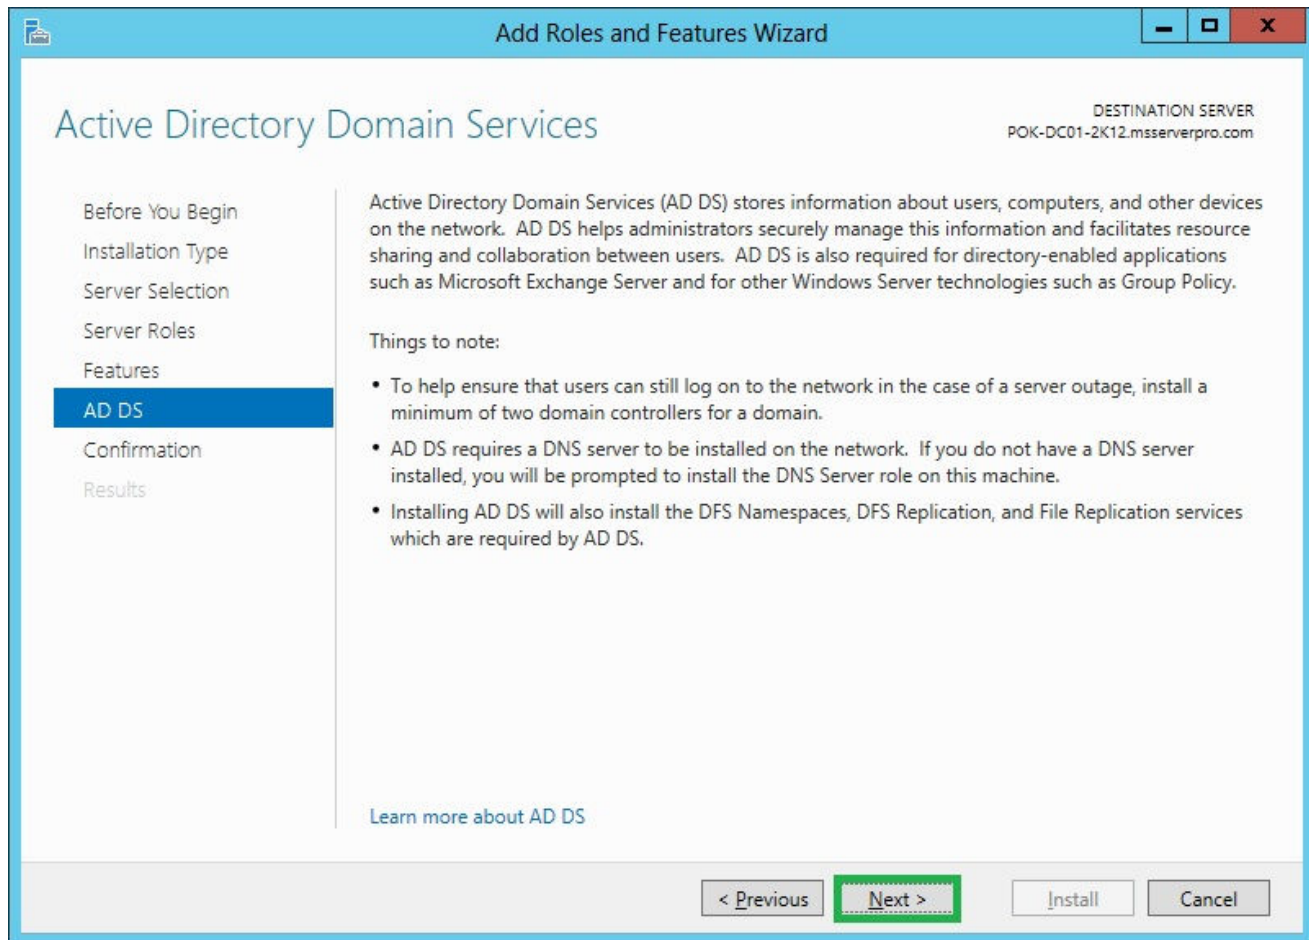 Add Roles and Features Wizard
Active Directory Domain Services
DESTINATION SERVER
POK-DC01-2K12.msserverpro.com
Before You Begin
Installation Type
Server Selection
Server Roles
Features
AD DS
Confirmation
Results
Active Directory Domain Services (AD DS) stores information about users, computers, and other devices
on the network.  AD DS helps administrators securely manage this information and facilitates resource
sharing and collaboration between users.  AD DS is also required for directory-enabled applications
such as Microsoft Exchange Server and for other Windows Server technologies such as Group Policy.
Things to note:
• To help ensure that users can still log on to the network in the case of a server outage, install a
minimum of two domain controllers for a domain.
• AD DS requires a DNS server to be installed on the network.  If you do not have a DNS server
installed, you will be prompted to install the DNS Server role on this machine.
• Installing AD DS will also install the DFS Namespaces, DFS Replication, and File Replication services
which are required by AD DS.
Learn more about AD DS
< Previous
Next >
Install
Cancel